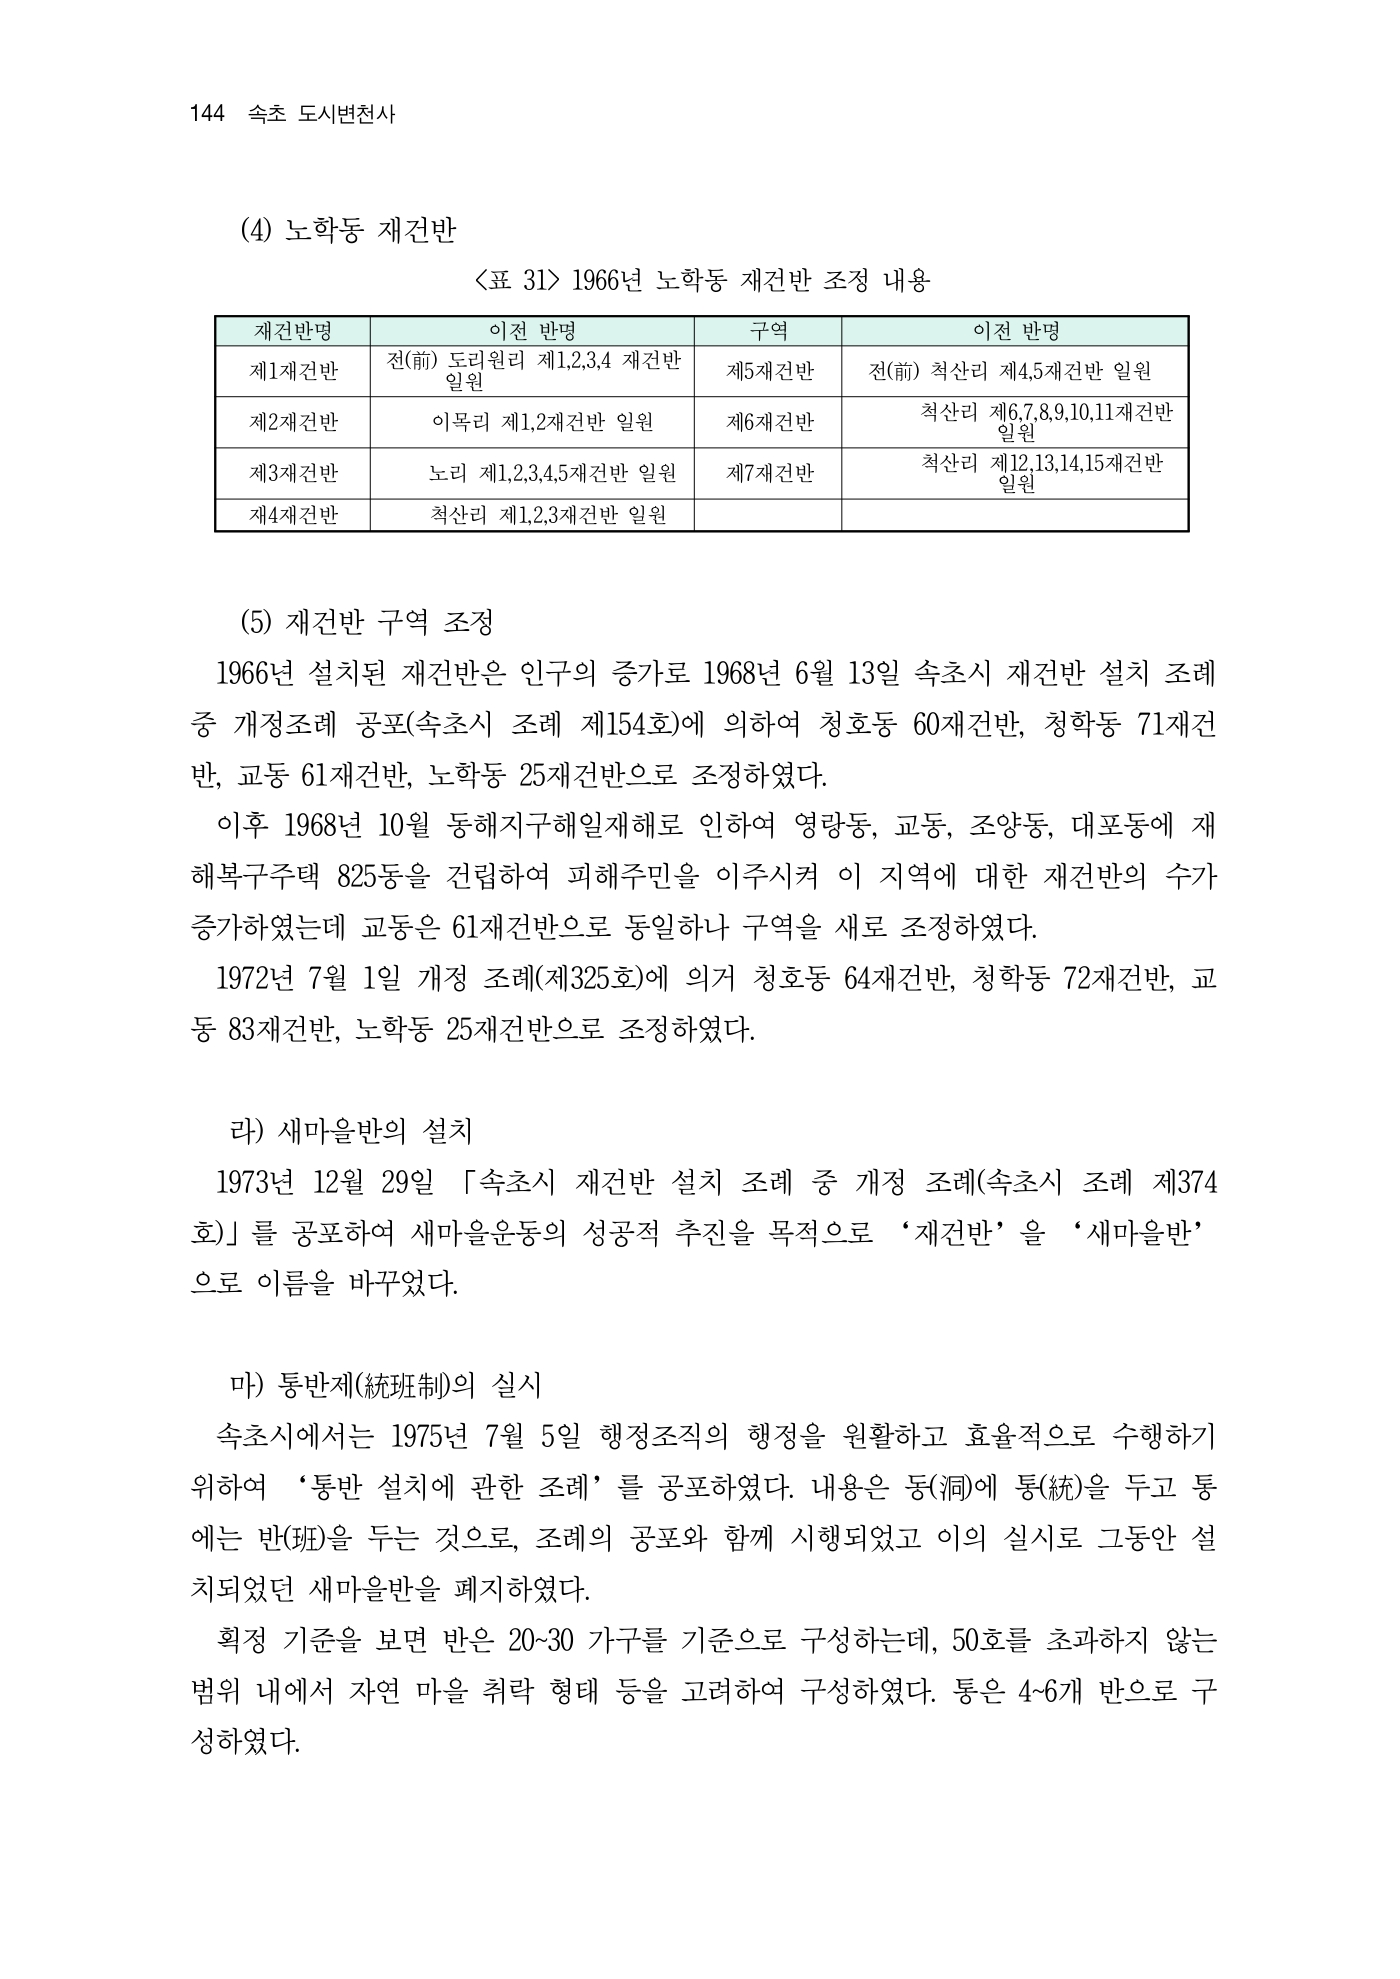 144 속초 도시변천사
(4) 노학동 재건반
<표 31> 1966년 노학동 재건반 조정 내용
재건반명 이전 반명 구역 이전 반명
제1재건반 전(前) 도리원리 제1,2,3,4 재건반 일원 제5재건반 전(前) 척산리 제4,5재건반 일원
제2재건반 이목리 제1,2재건반 일원 제6재건반 척산리 제6,7,8,9,10,11재건반 일원
제3재건반 노리 제1,2,3,4,5재건반 일원 제7재건반 척산리 제12,13,14,15재건반 일원
재4재건반 척산리 제1,2,3재건반 일원
(5) 재건반 구역 조정
1966년 설치된 재건반은 인구의 증가로 1968년 6월 13일 속초시 재건반 설치 조례
중 개정조례 공포(속초시 조례 제154호)에 의하여 청호동 60재건반, 청학동 71재건
반, 교동 61재건반, 노학동 25재건반으로 조정하였다.
이후 1968년 10월 동해지구해일재해로 인하여 영랑동, 교동, 조양동, 대포동에 재
해복구주택 825동을 건립하여 피해주민을 이주시켜 이 지역에 대한 재건반의 수가
증가하였는데 교동은 61재건반으로 동일하나 구역을 새로 조정하였다.
1972년 7월 1일 개정 조례(제325호)에 의거 청호동 64재건반, 청학동 72재건반, 교
동 83재건반, 노학동 25재건반으로 조정하였다.
라) 새마을반의 설치
1973년 12월 29일 「속초시 재건반 설치 조례 중 개정 조례(속초시 조례 제374
호)」를 공포하여 새마을운동의 성공적 추진을 목적으로 ‘재건반’을 ‘새마을반’
으로 이름을 바꾸었다.
마) 통반제(統班制)의 실시
속초시에서는 1975년 7월 5일 행정조직의 행정을 원활하고 효율적으로 수행하기
위하여 ‘통반 설치에 관한 조례’를 공포하였다. 내용은 동(洞)에 통(統)을 두고 통
에는 반(班)을 두는 것으로, 조례의 공포와 함께 시행되었고 이의 실시로 그동안 설
치되었던 새마을반을 폐지하였다.
획정 기준을 보면 반은 20~30 가구를 기준으로 구성하는데, 50호를 초과하지 않는
범위 내에서 자연 마을 취락 형태 등을 고려하여 구성하였다. 통은 4~6개 반으로 구
성하였다.